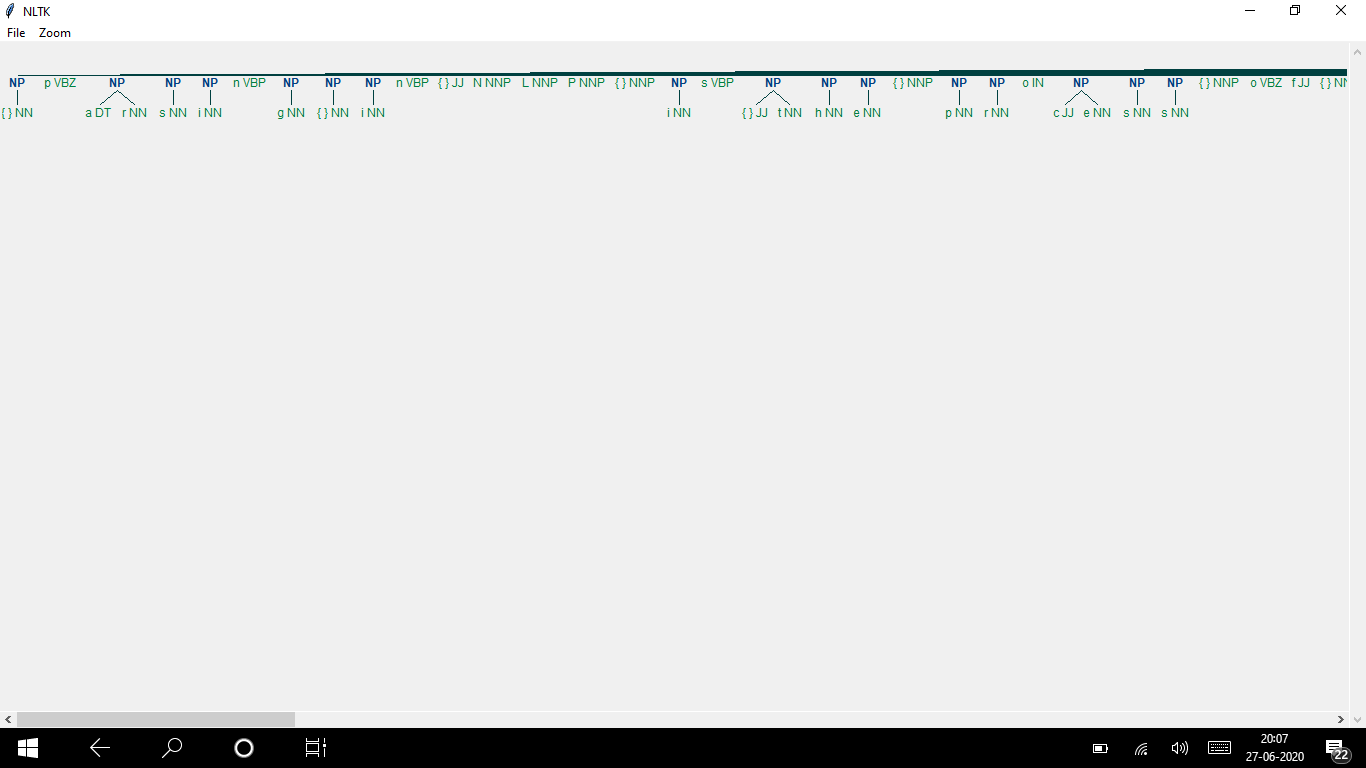 NLTK
File Zoom
NP p VBZ NP NP NP n VBP NP NP NP n VBP { } JJ N NNP L NNP P NNP { } NNP NP s VBP NP NP NP { } NNP NP NP o IN NP NP NP { } NNP o VBZ f JJ { } NN
{ } NN a DT r NN s NN i NN g NN { } NN i NN i NN { } JJ t NN h NN e NN p NN r NN c JJ e NN s NN s NN
20:07
27-06-2020
22